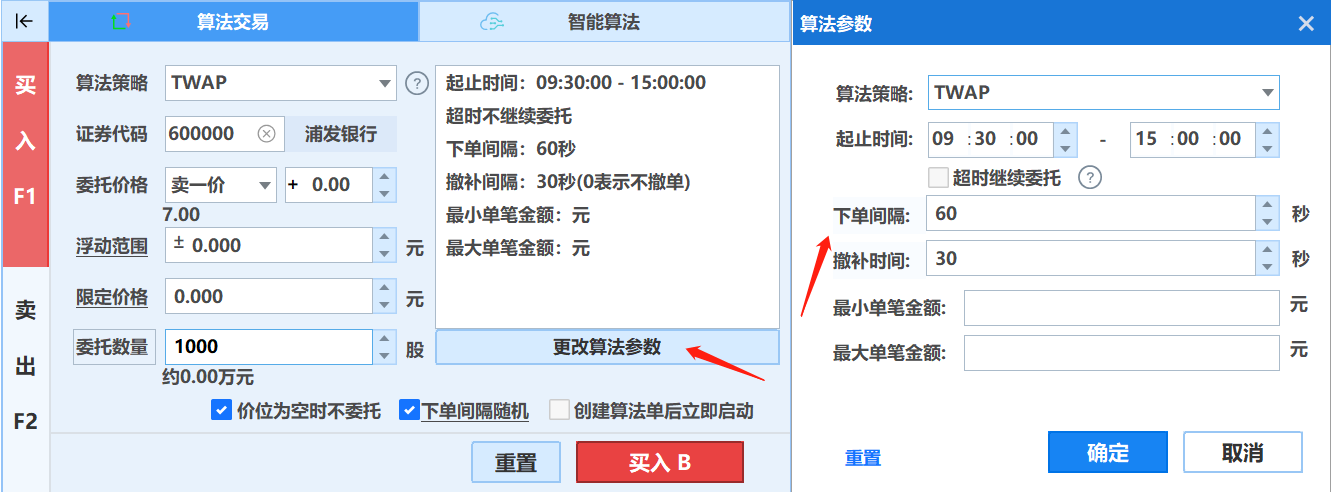 算法交易
智能算法
买
入
F1
卖
出
F2
算法策略 TWAP ?
证券代码 600000 浦发银行
委托价格 卖一价 + 0.00
7.00
浮动范围 ± 0.000 元
限定价格 0.000 元
委托数量 1000 股
约0.00万元
起止时间：09:30:00 - 15:00:00
超时不继续委托
下单间隔：60秒
撤补间隔：30秒(0表示不撤单)
最小单笔金额：元
最大单笔金额：元
更改算法参数
价位为空时不委托 下单间隔随机 创建算法单后立即启动
重置 买入 B
算法参数
算法策略: TWAP
起止时间: 09 :30 :00 - 15 :00 :00
超时继续委托 ?
下单间隔: 60 秒
撤补时间: 30 秒
最小单笔金额: 元
最大单笔金额: 元
重置 确定 取消